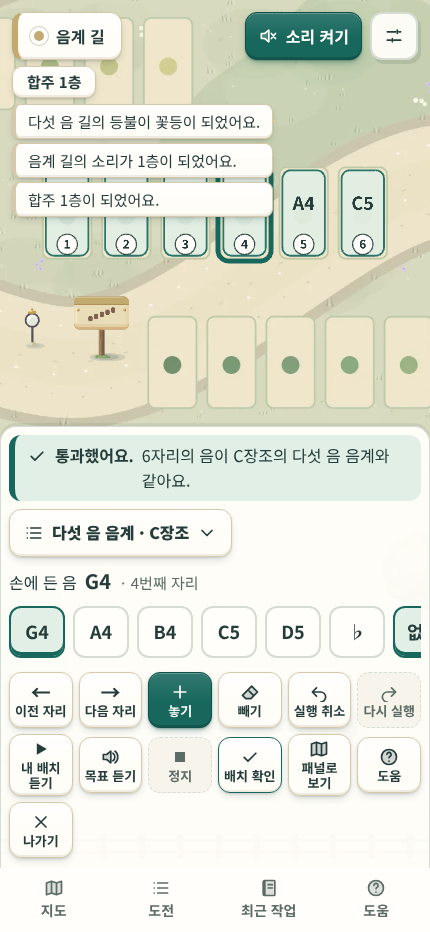 음계 길
소리 켜기
합주 1층
다섯 음 길의 등불이 꽃등이 되었어요.
음계 길의 소리가 1층이 되었어요.
합주 1층이 되었어요.
A4
C5
1
2
3
4
5
6
통과했어요. 6자리의 음이 C장조의 다섯 음 음계와
같아요.
다섯 음 음계 · C장조
손에 든 음 G4 · 4번째 자리
G4
A4
B4
C5
D5
♭
이전 자리
다음 자리
놓기
빼기
실행 취소
다시 실행
내 배치
듣기
목표 듣기
정지
배치 확인
패널로
보기
도움
나가기
지도
도전
최근 작업
도움